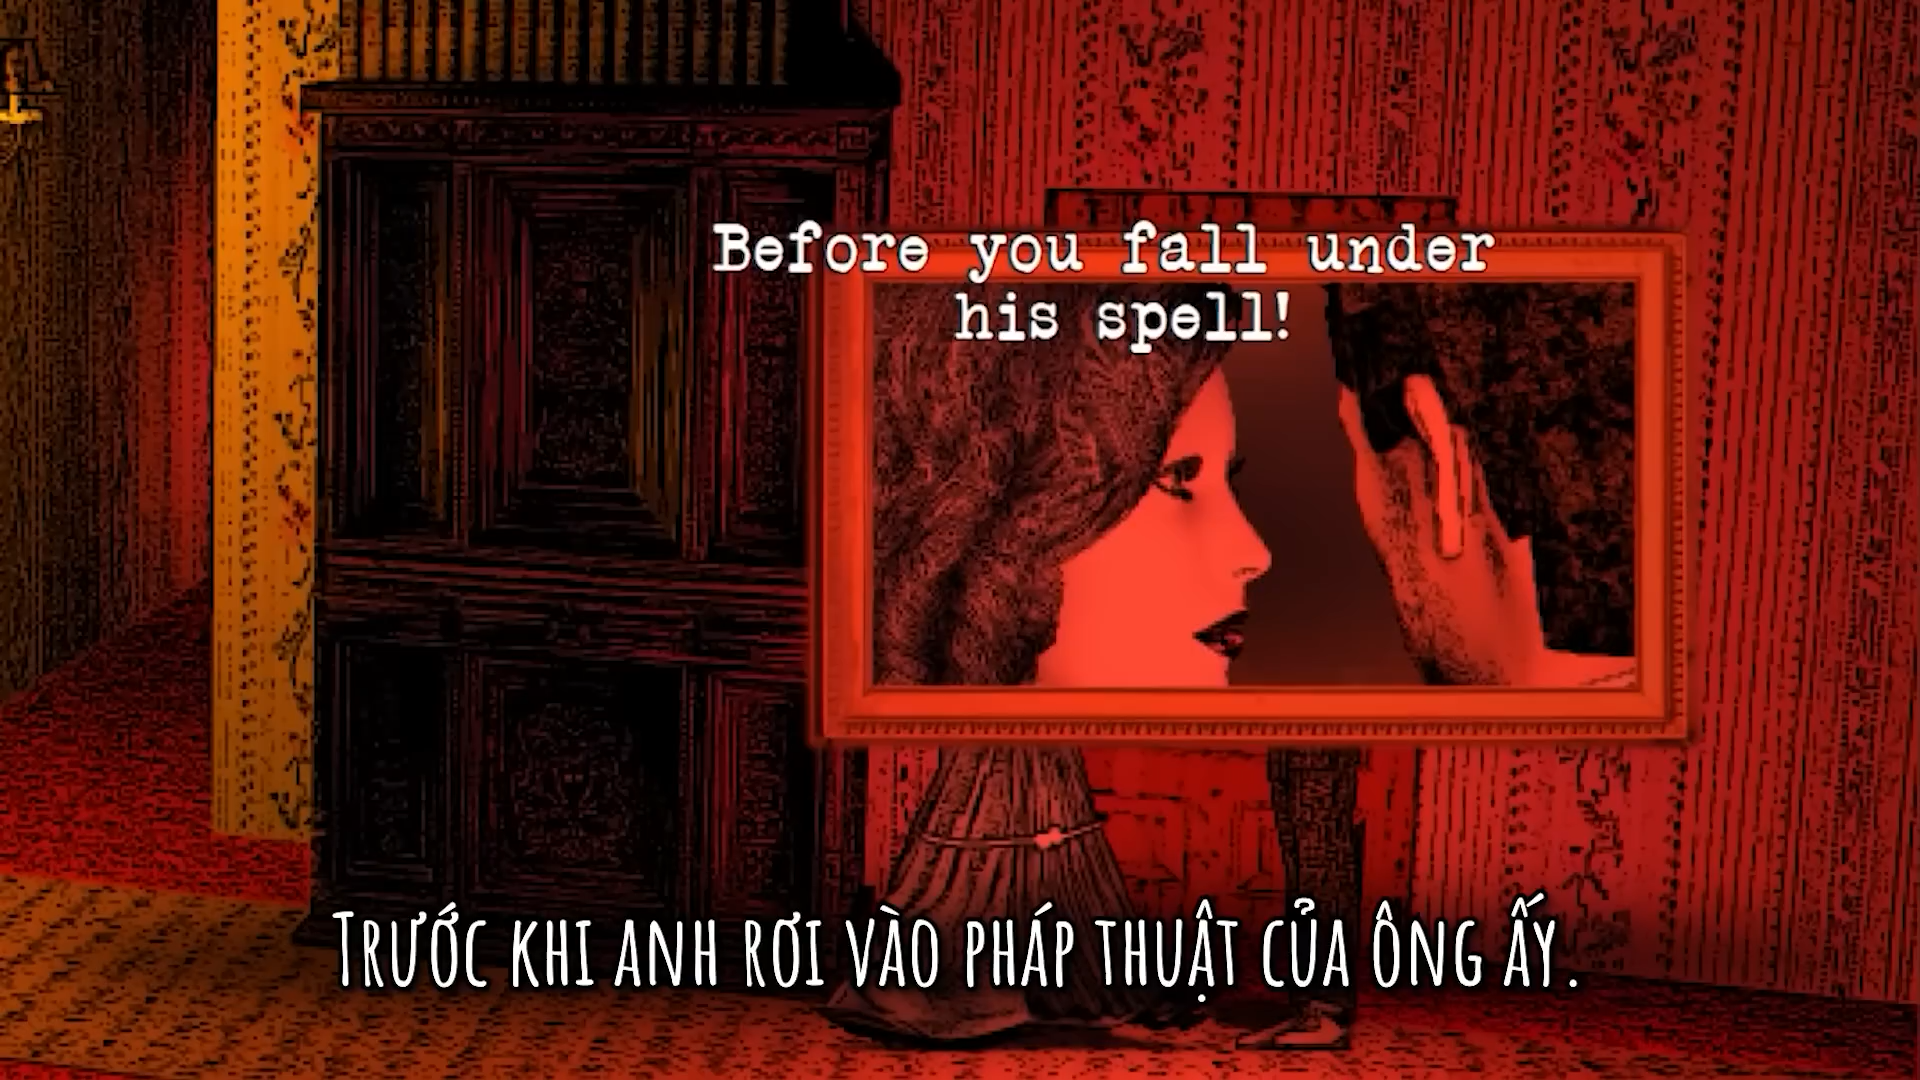 Before you fall under
his spell!
Trước khi anh rơi vào pháp thuật của ông ấy.